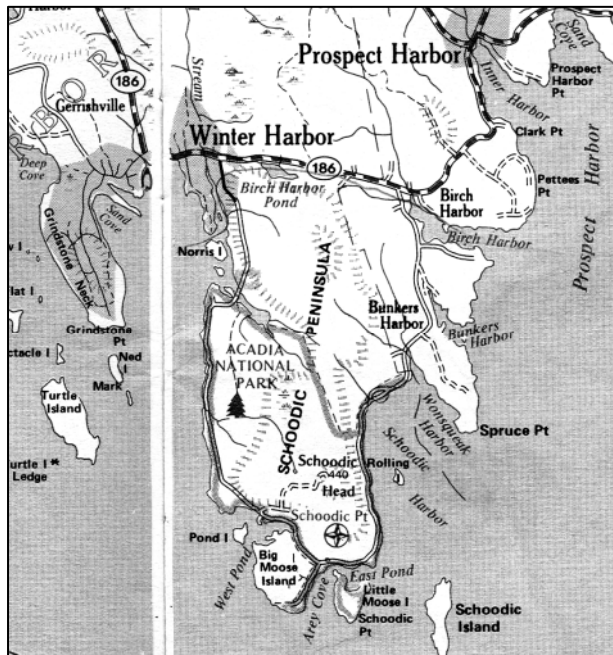 Harbor
Sand
Cove
186
Prospect Harbor
Inner Harbor
Prospect
Harbor
Pt
Gerrishville
Stream
Clark Pt
Winter Harbor
186
Pettees
Pt
Deep
Cove
Birch Harbor
Pond
Birch
Harbor
Sand
Cove
Birch Harbor
Prospect
Grindstone
Neck
Norris I
PENINSULA
Bunkers
Harbor
Bunkers
Harbor
Grindstone
Pt
Ned
I
Mark
ACADIA
NATIONAL
PARK
Turtle
Island
SCHOODIC
Wonsqueak
Harbor
Spruce Pt
Schoodic
Harbor
Schoodic
440
Head
Rolling
Ledge
Schoodic Pt
Pond I
West Pond
Big
Moose
Island
East Pond
Little
Moose I
Arey Cove
Schoodic
Pt
Schoodic
Island